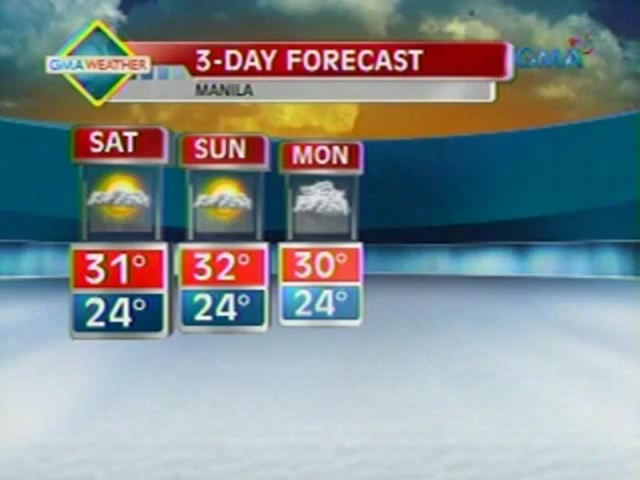 3-DAY FORECAST
GMA WEATHER
GMA
MANILA
SAT
SUN
MON
31°
32°
30°
24°
24°
24°